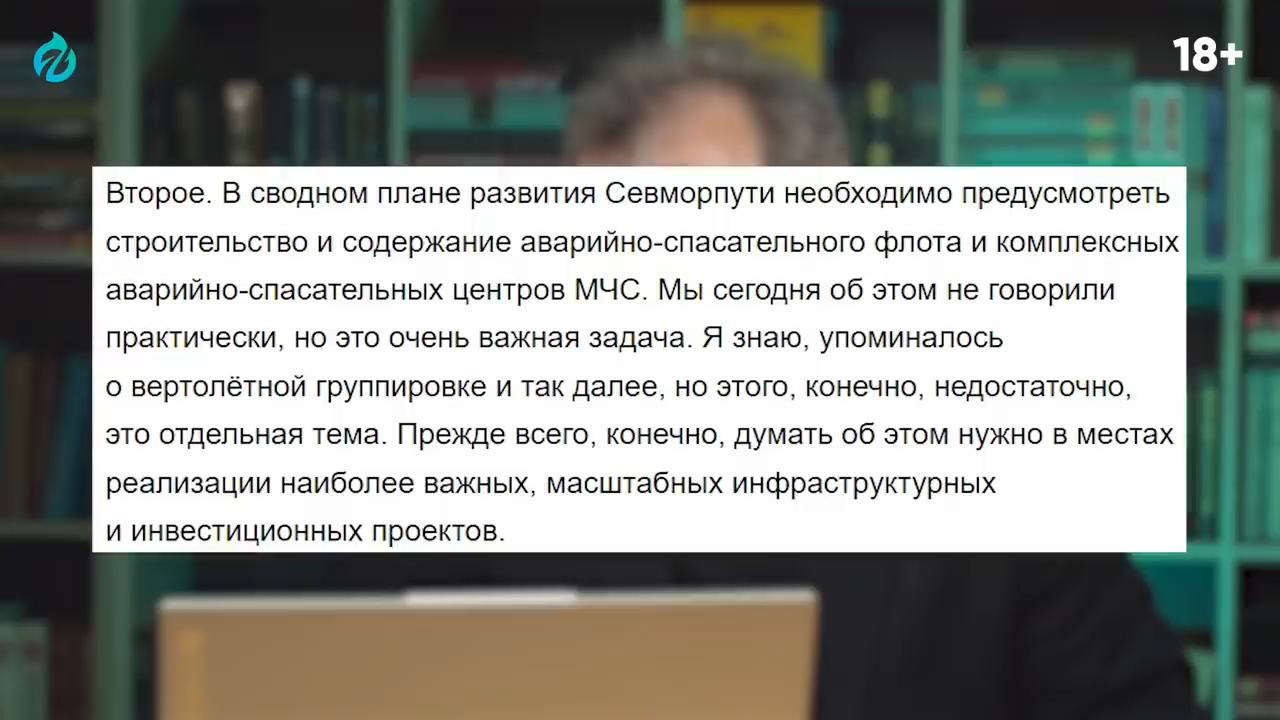 18+
Второе. В сводном плане развития Севморпути необходимо предусмотреть
строительство и содержание аварийно-спасательного флота и комплексных
аварийно-спасательных центров МЧС. Мы сегодня об этом не говорили
практически, но это очень важная задача. Я знаю, упоминалось
о вертолётной группировке и так далее, но этого, конечно, недостаточно,
это отдельная тема. Прежде всего, конечно, думать об этом нужно в местах
реализации наиболее важных, масштабных инфраструктурных
и инвестиционных проектов.